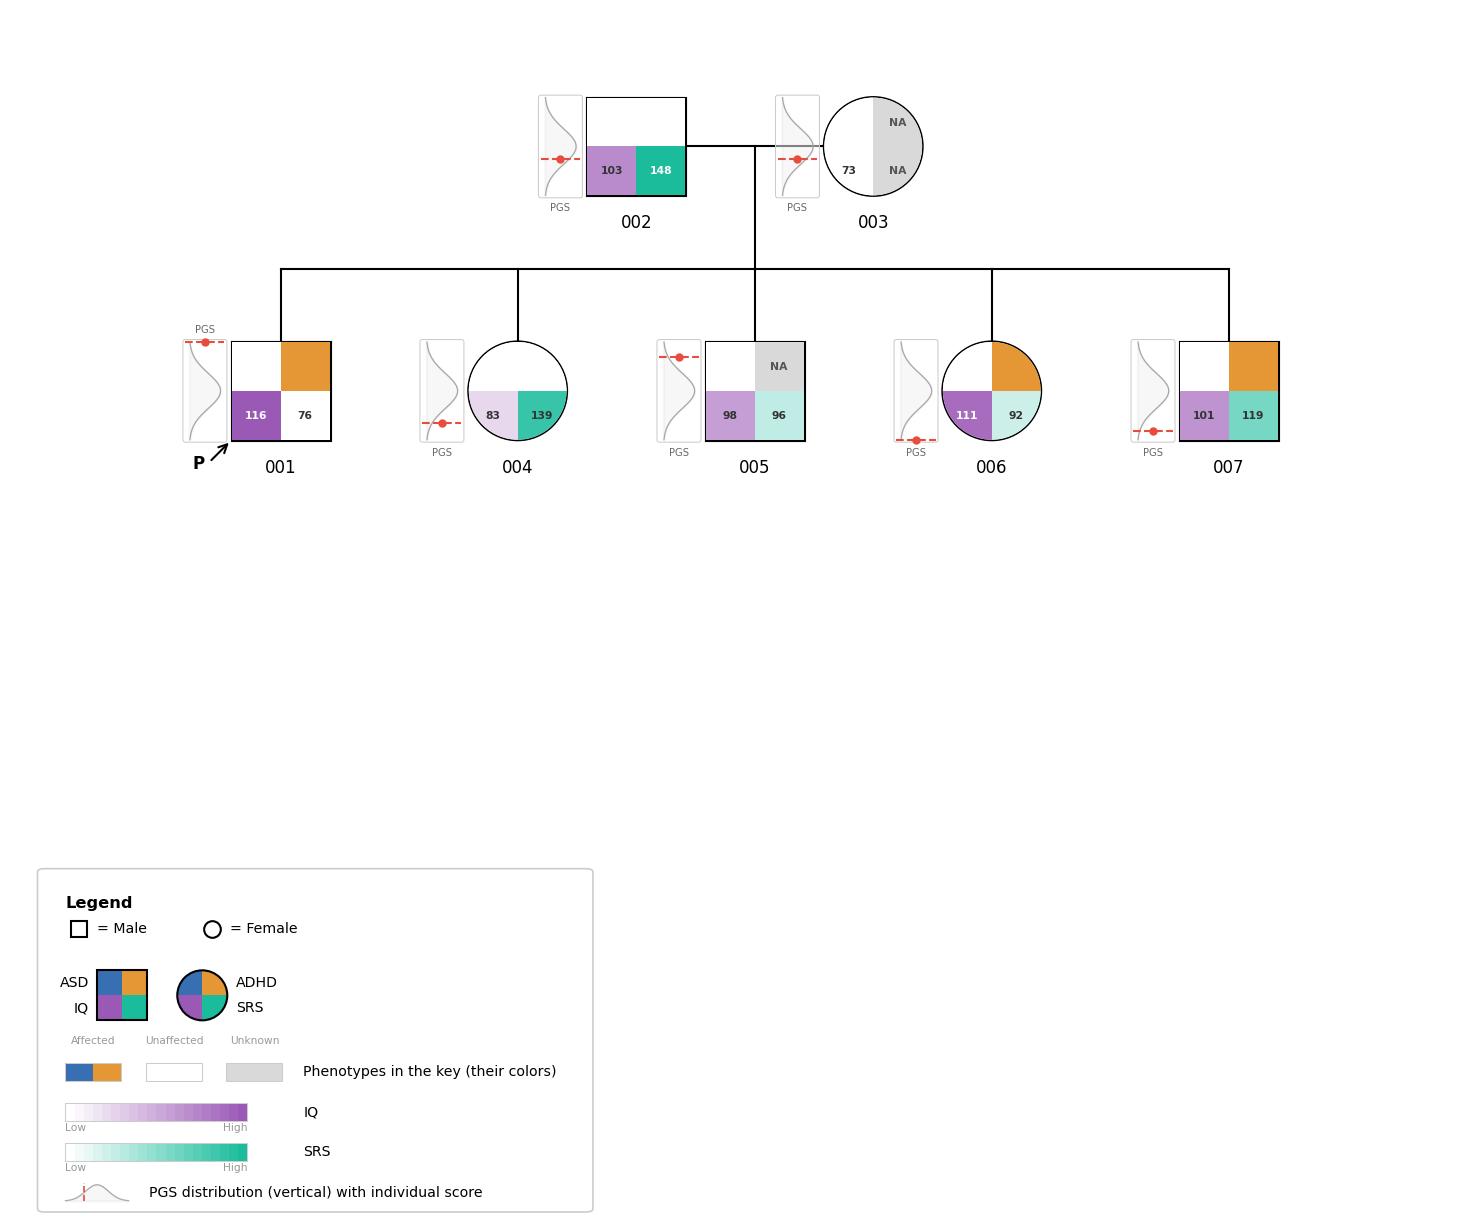 NA
103 148 73 NA
PGS PGS
002 003
PGS
NA
116 76 83 139 98 96 111 92 101 119
PGS PGS PGS PGS
P 001 004 005 006 007
Legend
= Male = Female
ASD ADHD
IQ SRS
Affected Unaffected Unknown
Phenotypes in the key (their colors)
IQ
Low High
SRS
Low High
PGS distribution (vertical) with individual score